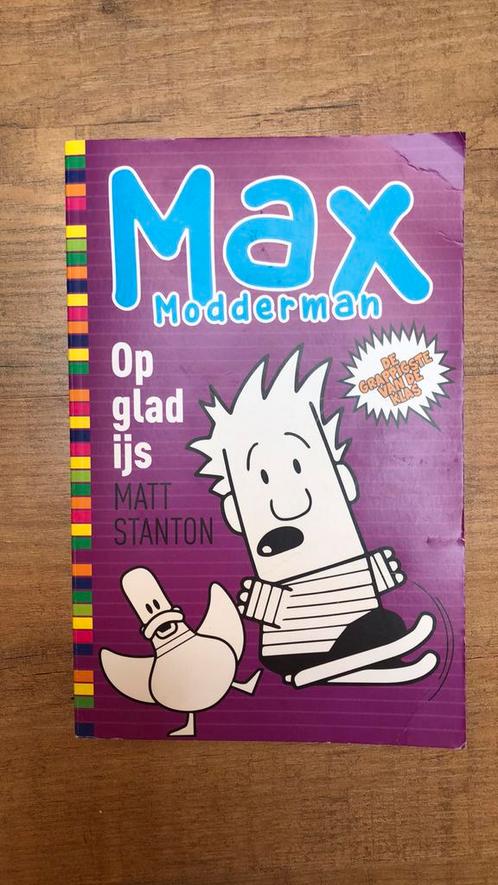 Max
Modderman
Op
glad
ijs
MATT
STANTON
DE
GRAPPIGSTE
VAN DE
KLAS